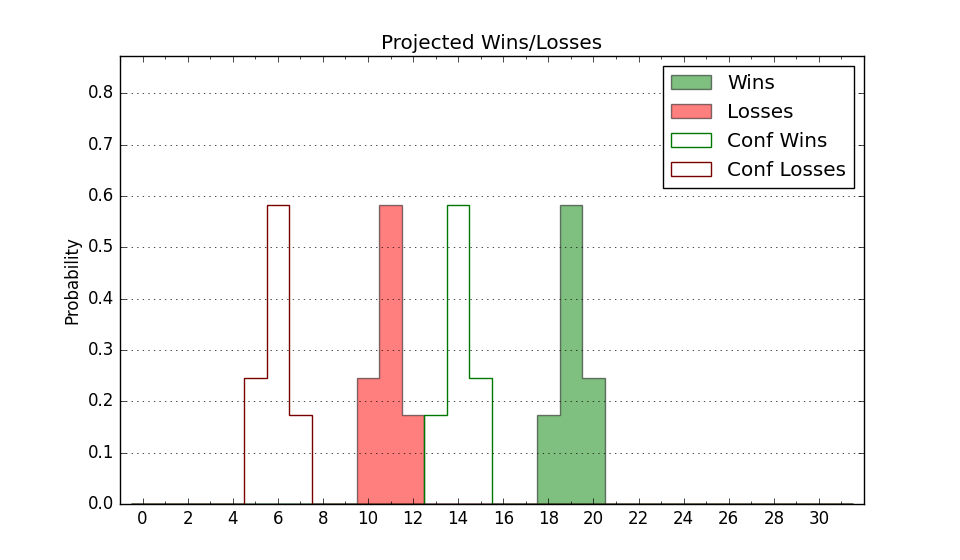 Projected Wins/Losses
Wins
Losses
Conf Wins
Conf Losses
Probability
0.8
0.7
0.6
0.5
0.4
0.3
0.2
0.1
0.0
0 2 4 6 8 10 12 14 16 18 20 22 24 26 28 30